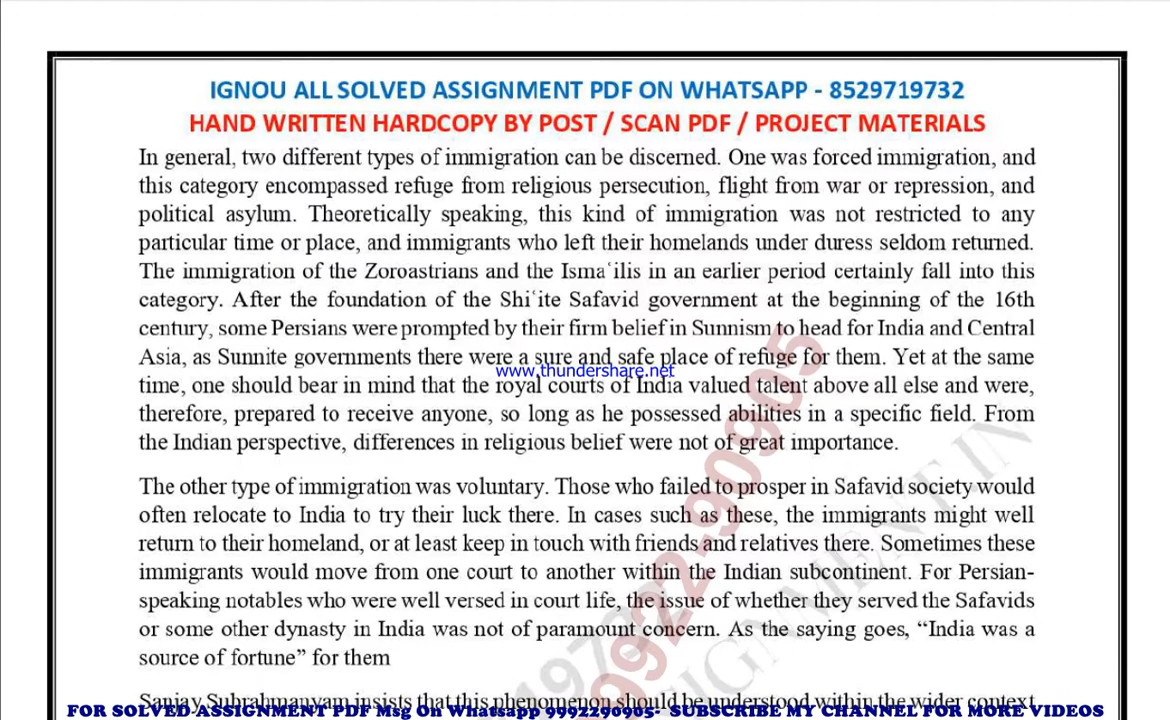 IGNOU ALL SOLVED ASSIGNMENT PDF ON WHATSAPP - 8529719732
HAND WRITTEN HARDCOPY BY POST / SCAN PDF / PROJECT MATERIALS
In general, two different types of immigration can be discerned. One was forced immigration, and
this category encompassed refuge from religious persecution, flight from war or repression, and
political asylum. Theoretically speaking, this kind of immigration was not restricted to any
particular time or place, and immigrants who left their homelands under duress seldom returned.
The immigration of the Zoroastrians and the Ismaʿilis in an earlier period certainly fall into this
category. After the foundation of the Shiʿite Safavid government at the beginning of the 16th
century, some Persians were prompted by their firm belief in Sunnism to head for India and Central
Asia, as Sunnite governments there were a sure and safe place of refuge for them. Yet at the same
www.thundershare.net
time, one should bear in mind that the royal courts of India valued talent above all else and were,
therefore, prepared to receive anyone, so long as he possessed abilities in a specific field. From
the Indian perspective, differences in religious belief were not of great importance.
The other type of immigration was voluntary. Those who failed to prosper in Safavid society would
often relocate to India to try their luck there. In cases such as these, the immigrants might well
return to their homeland, or at least keep in touch with friends and relatives there. Sometimes these
immigrants would move from one court to another within the Indian subcontinent. For Persian-
speaking notables who were well versed in court life, the issue of whether they served the Safavids
or some other dynasty in India was not of paramount concern. As the saying goes, “India was a
source of fortune” for them
Sanjay Subrahmanyam insists that this phenomenon should be understood within the wider context
FOR SOLVED ASSIGNMENT PDF Msg On Whatsapp 9992290905- SUBSCRIBE MY CHANNEL FOR MORE VIDEOS